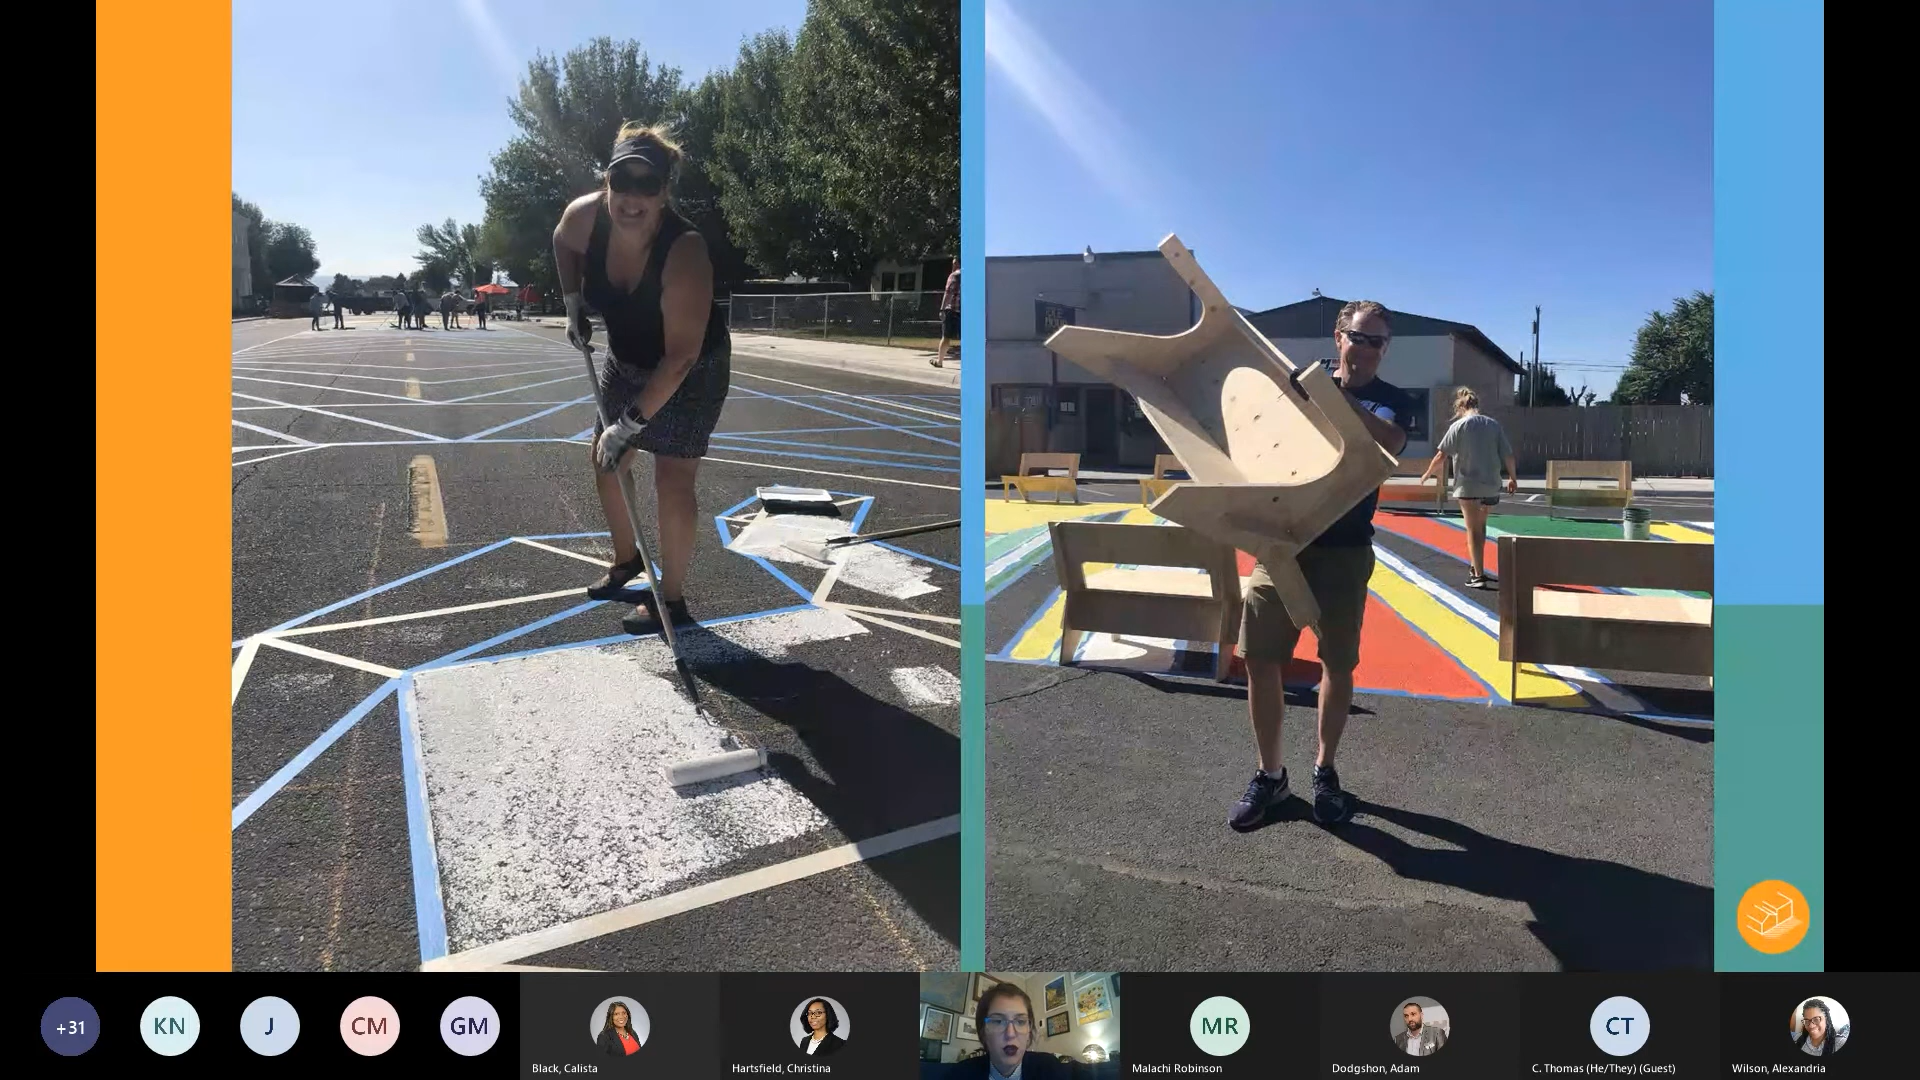 +31
KN
J
CM
GM
Black, Calista
Hartsfield, Christina
MR
Malachi Robinson
Dodgshon, Adam
CT
C. Thomas (He/They) (Guest)
Wilson, Alexandria